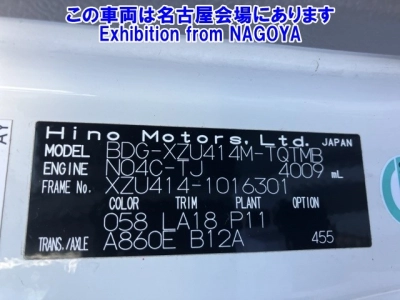 この車両は名古屋会場にあります
Exhibition from NAGOYA
Hino Motors, Ltd. JAPAN
MODEL BDG-XZU414M-TQTMB
ENGINE N04C-TJ 4009 mL
FRAME No. XZU414-1016301
COLOR TRIM PLANT OPTION
058 LA18 P11
TRANS./AXLE A860E B12A 455